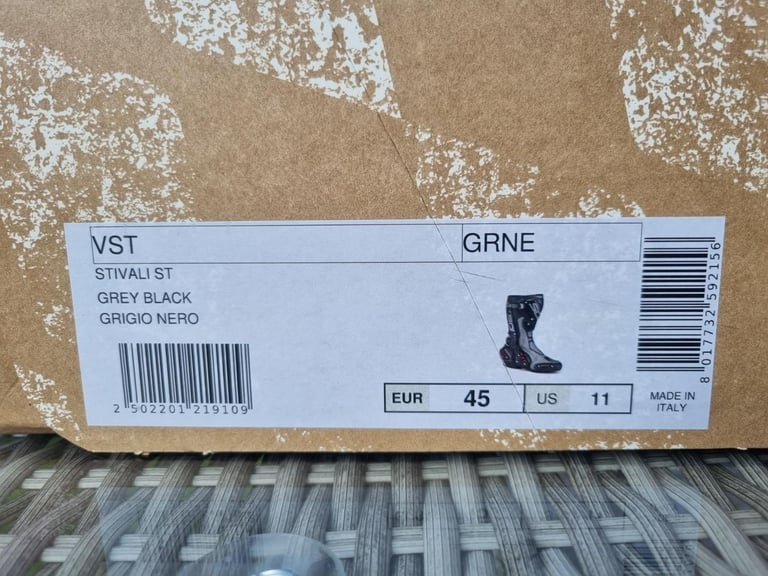 VST GRNE
STIVALI ST
GREY BLACK
GRIGIO NERO
2 502201 219109
EUR 45 US 11
MADE IN
ITALY
8 017732 592156